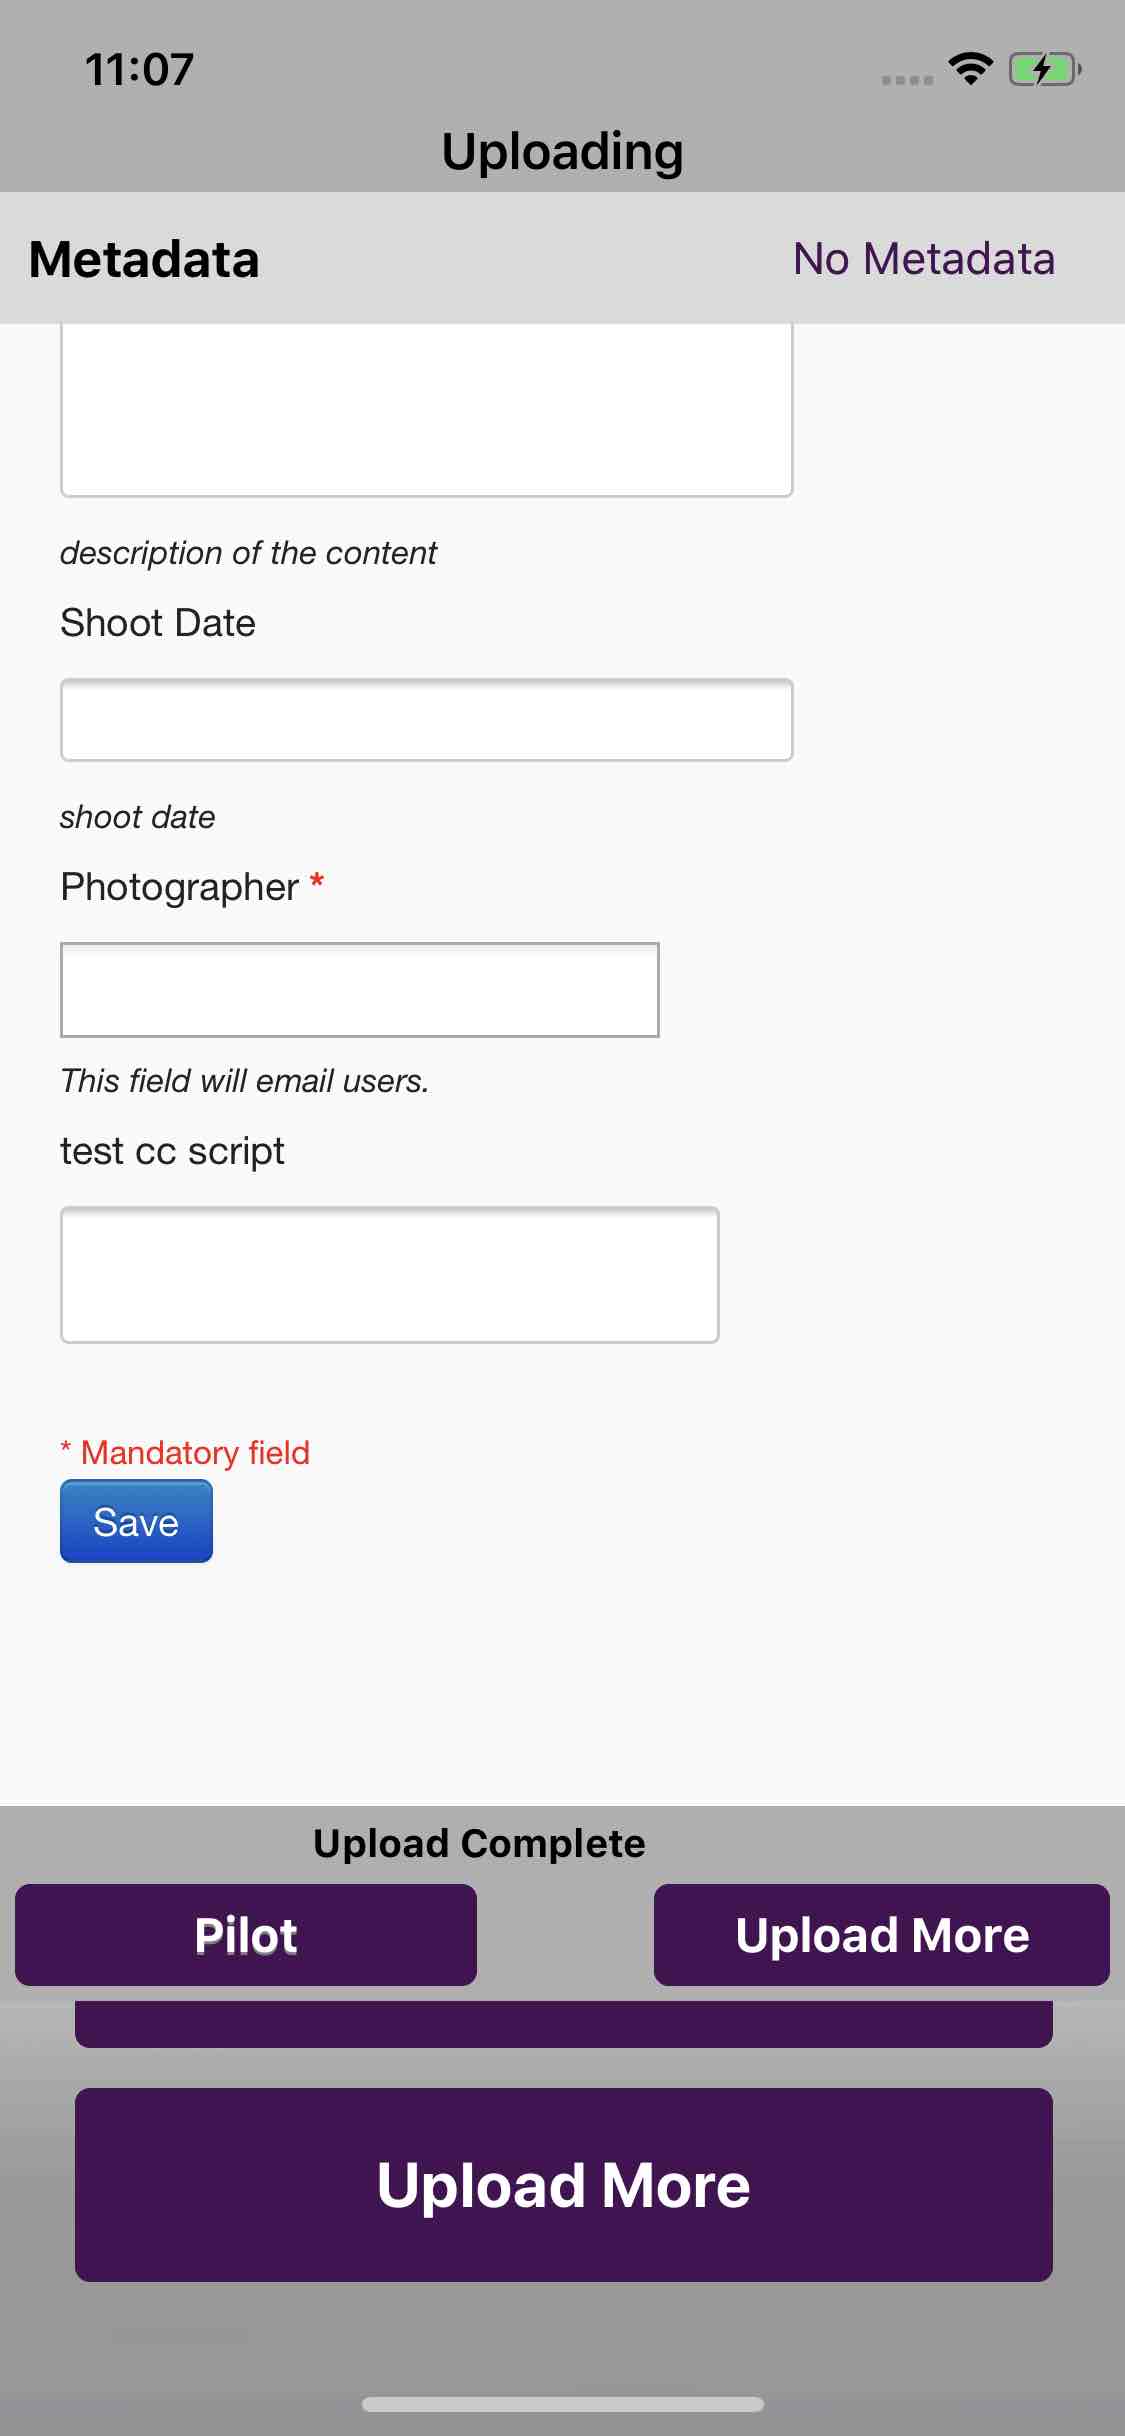 11:07
Uploading
Metadata
No Metadata
description of the content
Shoot Date
shoot date
Photographer *
This field will email users.
test cc script
* Mandatory field
Save
Upload Complete
Pilot
Upload More
Upload More